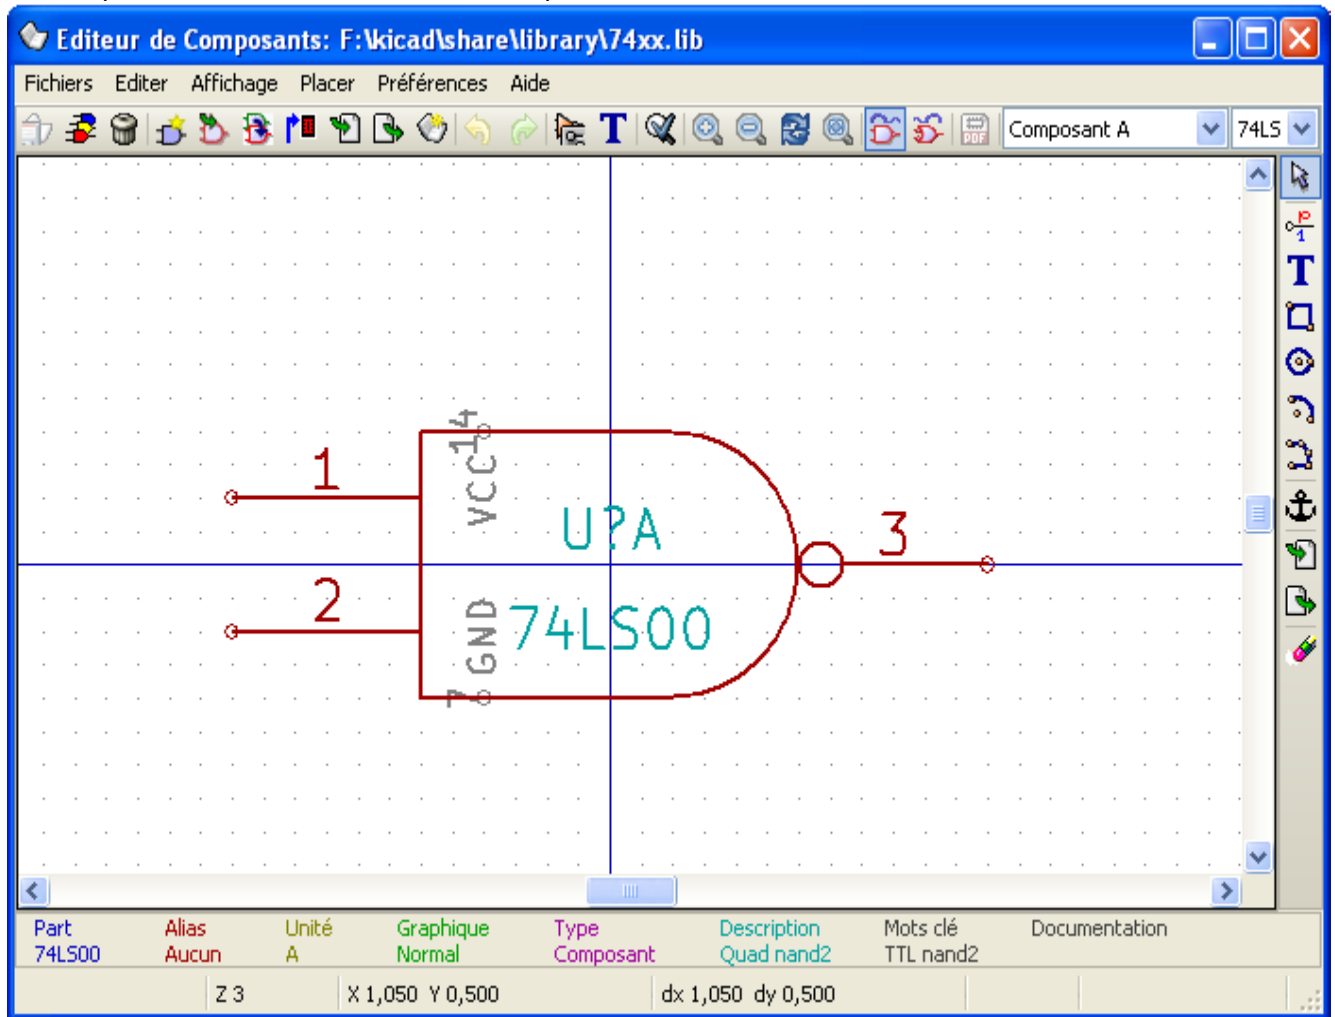 Editeur de Composants: F:\kicad\share\library\74xx.lib
Fichiers Editer Affichage Placer Préférences Aide
T PDF Composant A 74LS
P
1
T
14
VCC
1
U?A
3
2
GND
74LS00
7
Part Alias Unité Graphique Type Description Mots clé Documentation
74LS00 Aucun A Normal Composant Quad nand2 TTL nand2
Z 3 X 1,050 Y 0,500 dx 1,050 dy 0,500